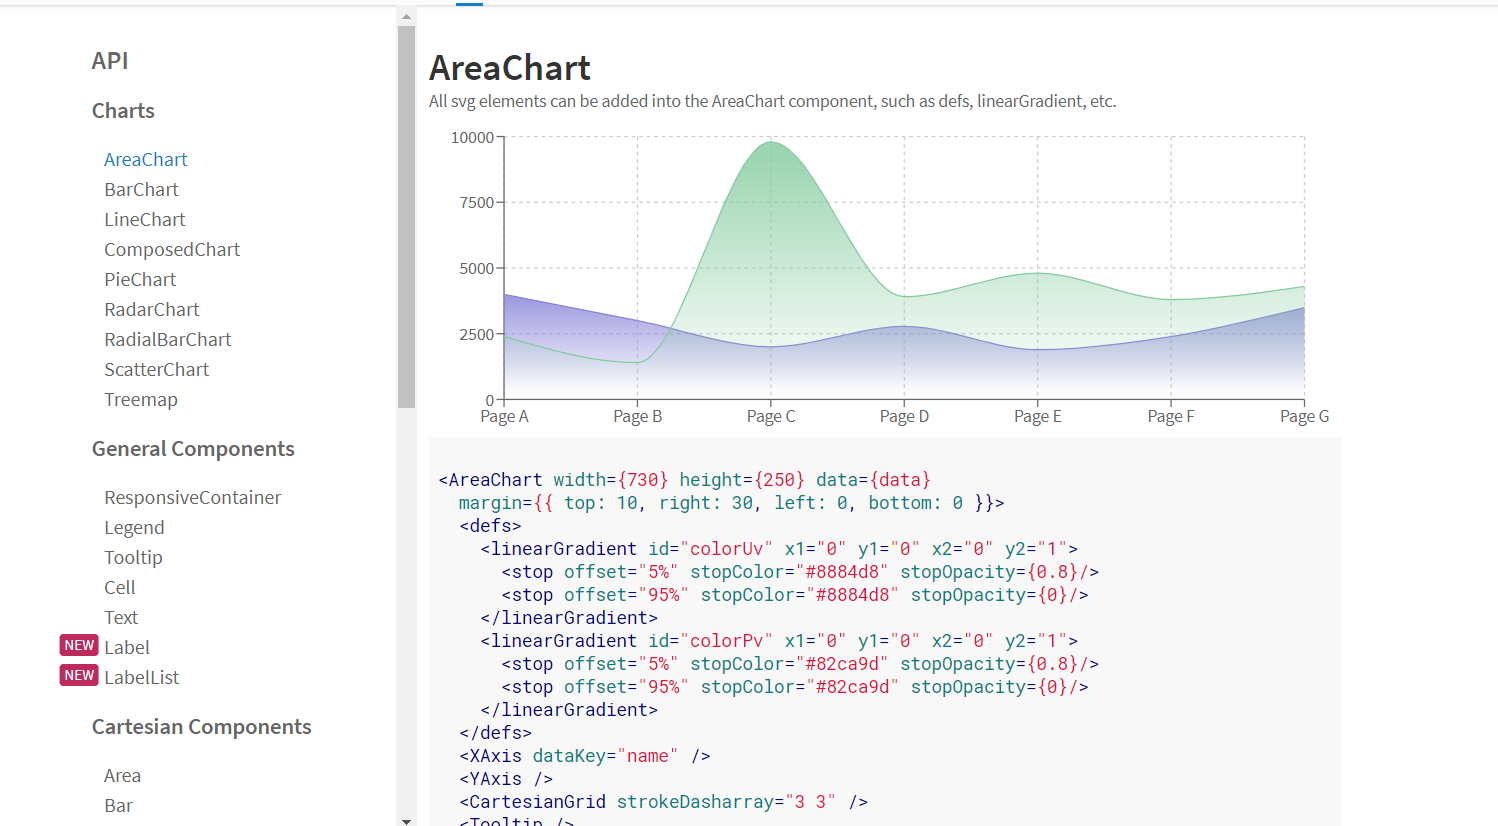 API
Charts
AreaChart
BarChart
LineChart
ComposedChart
PieChart
RadarChart
RadialBarChart
ScatterChart
Treemap
General Components
ResponsiveContainer
Legend
Tooltip
Cell
Text
NEW Label
NEW LabelList
Cartesian Components
Area
Bar
AreaChart
All svg elements can be added into the AreaChart component, such as defs, linearGradient, etc.
10000
7500
5000
2500
0
Page A Page B Page C Page D Page E Page F Page G
<AreaChart width={730} height={250} data={data}
  margin={{ top: 10, right: 30, left: 0, bottom: 0 }}>
  <defs>
    <linearGradient id="colorUv" x1="0" y1="0" x2="0" y2="1">
      <stop offset="5%" stopColor="#8884d8" stopOpacity={0.8}/>
      <stop offset="95%" stopColor="#8884d8" stopOpacity={0}/>
    </linearGradient>
    <linearGradient id="colorPv" x1="0" y1="0" x2="0" y2="1">
      <stop offset="5%" stopColor="#82ca9d" stopOpacity={0.8}/>
      <stop offset="95%" stopColor="#82ca9d" stopOpacity={0}/>
    </linearGradient>
  </defs>
  <XAxis dataKey="name" />
  <YAxis />
  <CartesianGrid strokeDasharray="3 3" />
  <Tooltip />